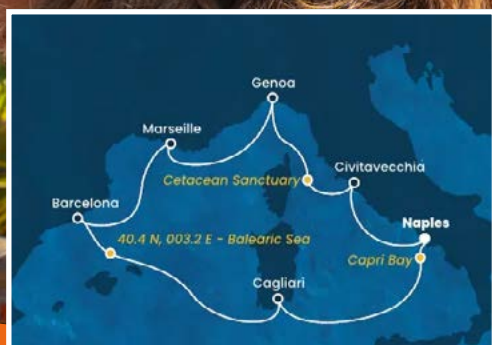 Genoa
Marseille
Cetacean Sanctuary
Civitavecchia
Barcelona
Naples
40.4 N, 003.2 E - Balearic Sea
Capri Bay
Cagliari